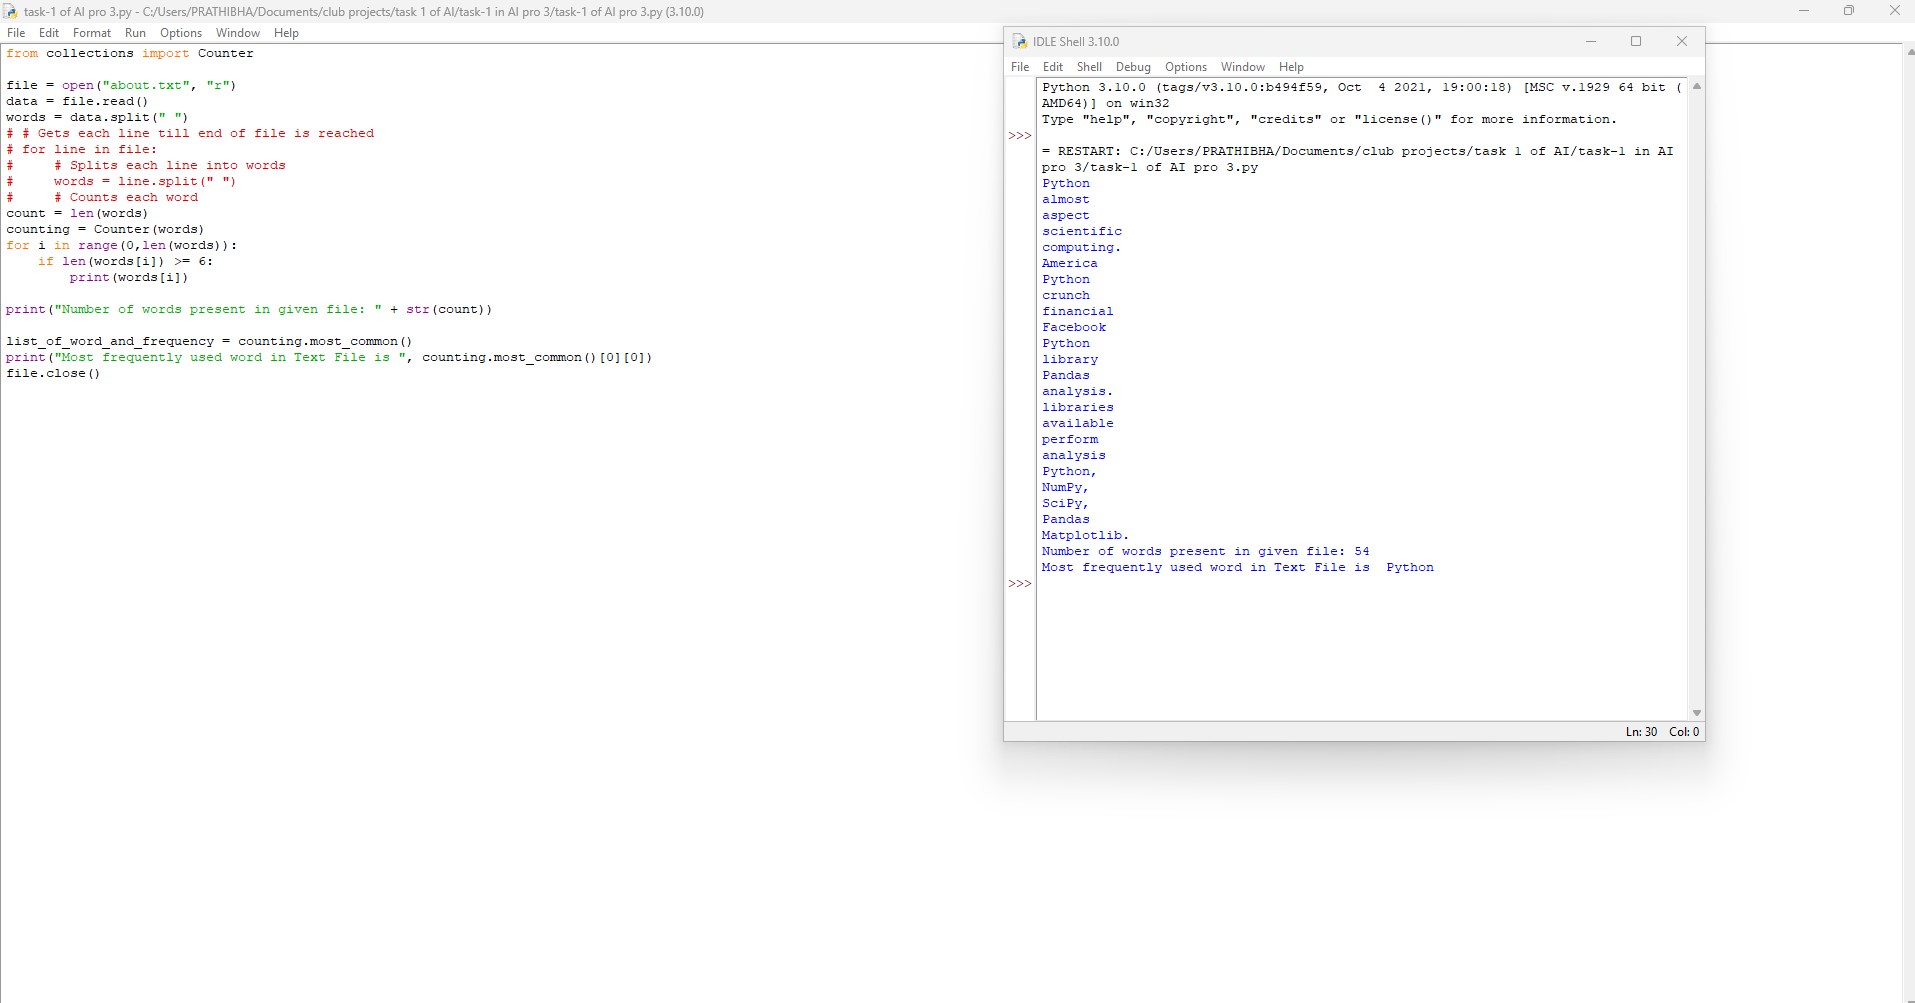 task-1 of AI pro 3.py - C:/Users/PRATHIBHA/Documents/club projects/task 1 of AI/task-1 in AI pro 3/task-1 of AI pro 3.py (3.10.0)
File Edit Format Run Options Window Help
from collections import Counter
file = open("about.txt", "r")
data = file.read()
words = data.split(" ")
# # Gets each line till end of file is reached
# for line in file:
#     # Splits each line into words
#     words = line.split(" ")
#     # Counts each word
count = len(words)
counting = Counter(words)
for i in range(0,len(words)):
    if len(words[i]) >= 6:
        print(words[i])
print("Number of words present in given file: " + str(count))
list_of_word_and_frequency = counting.most_common()
print("Most frequently used word in Text File is ", counting.most_common()[0][0])
file.close()
IDLE Shell 3.10.0
File Edit Shell Debug Options Window Help
Python 3.10.0 (tags/v3.10.0:b494f59, Oct  4 2021, 19:00:18) [MSC v.1929 64 bit (
AMD64)] on win32
Type "help", "copyright", "credits" or "license()" for more information.
>>>
= RESTART: C:/Users/PRATHIBHA/Documents/club projects/task 1 of AI/task-1 in AI
pro 3/task-1 of AI pro 3.py
Python
almost
aspect
scientific
computing.
America
Python
crunch
financial
Facebook
Python
library
Pandas
analysis.
libraries
available
perform
analysis
Python,
NumPy,
SciPy,
Pandas
Matplotlib.
Number of words present in given file: 54
Most frequently used word in Text File is  Python
>>>
Ln: 30 Col: 0